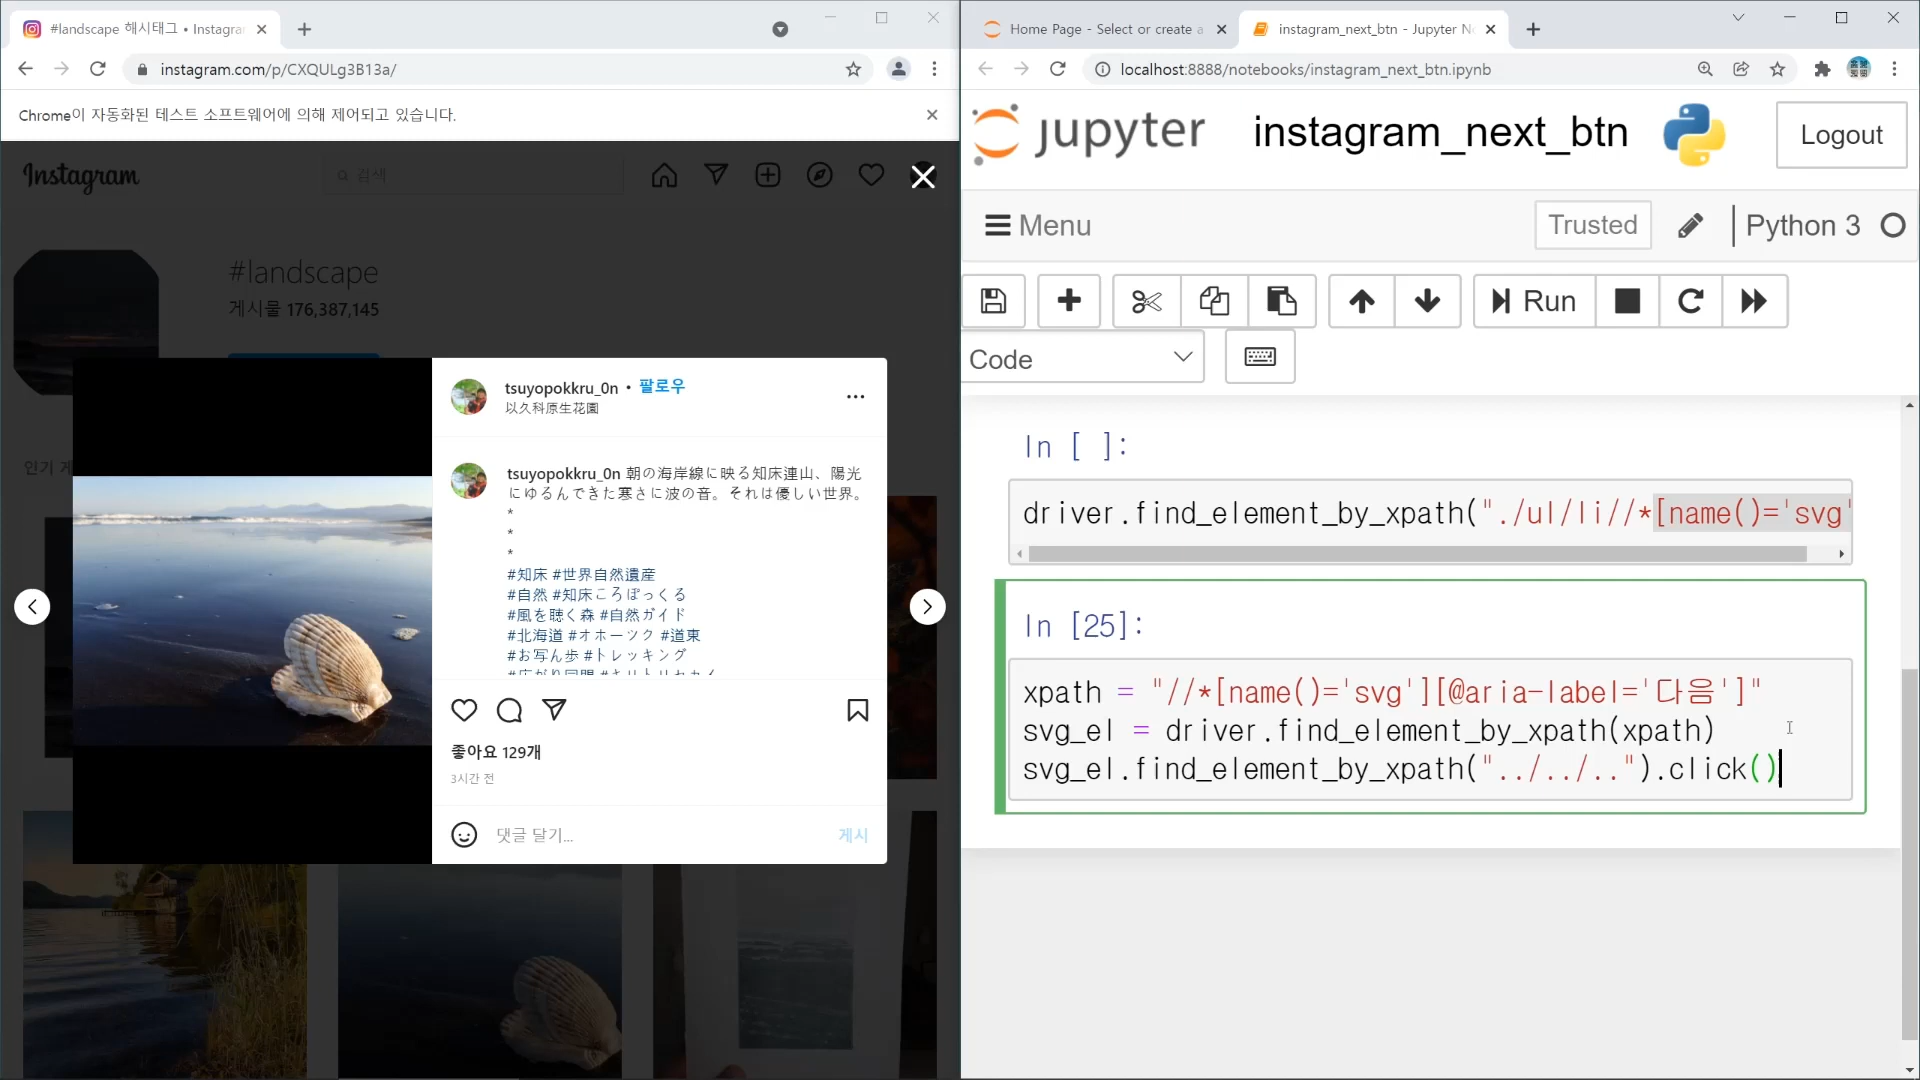 #landscape 해시태그 • Instagra
instagram.com/p/CXQULg3B13a/
Chrome이 자동화된 테스트 소프트웨어에 의해 제어되고 있습니다.
Instagram
검색
#landscape
게시물 176,387,145
인기 게
tsuyopokkru_0n • 팔로우
以久科原生花園
tsuyopokkru_0n 朝の海岸線に映る知床連山、陽光
にゆるんできた寒さに波の音。それは優しい世界。
*
*
*
#知床 #世界自然遺産
#自然 #知床ころぽっくる
#風を聴く森 #自然ガイド
#北海道 #オホーツク #道東
#お写ん歩 #トレッキング
좋아요 129개
3시간 전
댓글 달기...
게시
Home Page - Select or create a
instagram_next_btn - Jupyter No
localhost:8888/notebooks/instagram_next_btn.ipynb
jupyter
instagram_next_btn
Logout
Menu
Trusted
Python 3
Run
Code
In [ ]:
driver.find_element_by_xpath("./ul/li//*[name()='svg'
In [25]:
xpath = "//*[name()='svg'][@aria-label='다음']"
svg_el = driver.find_element_by_xpath(xpath)
svg_el.find_element_by_xpath("../../..").click()